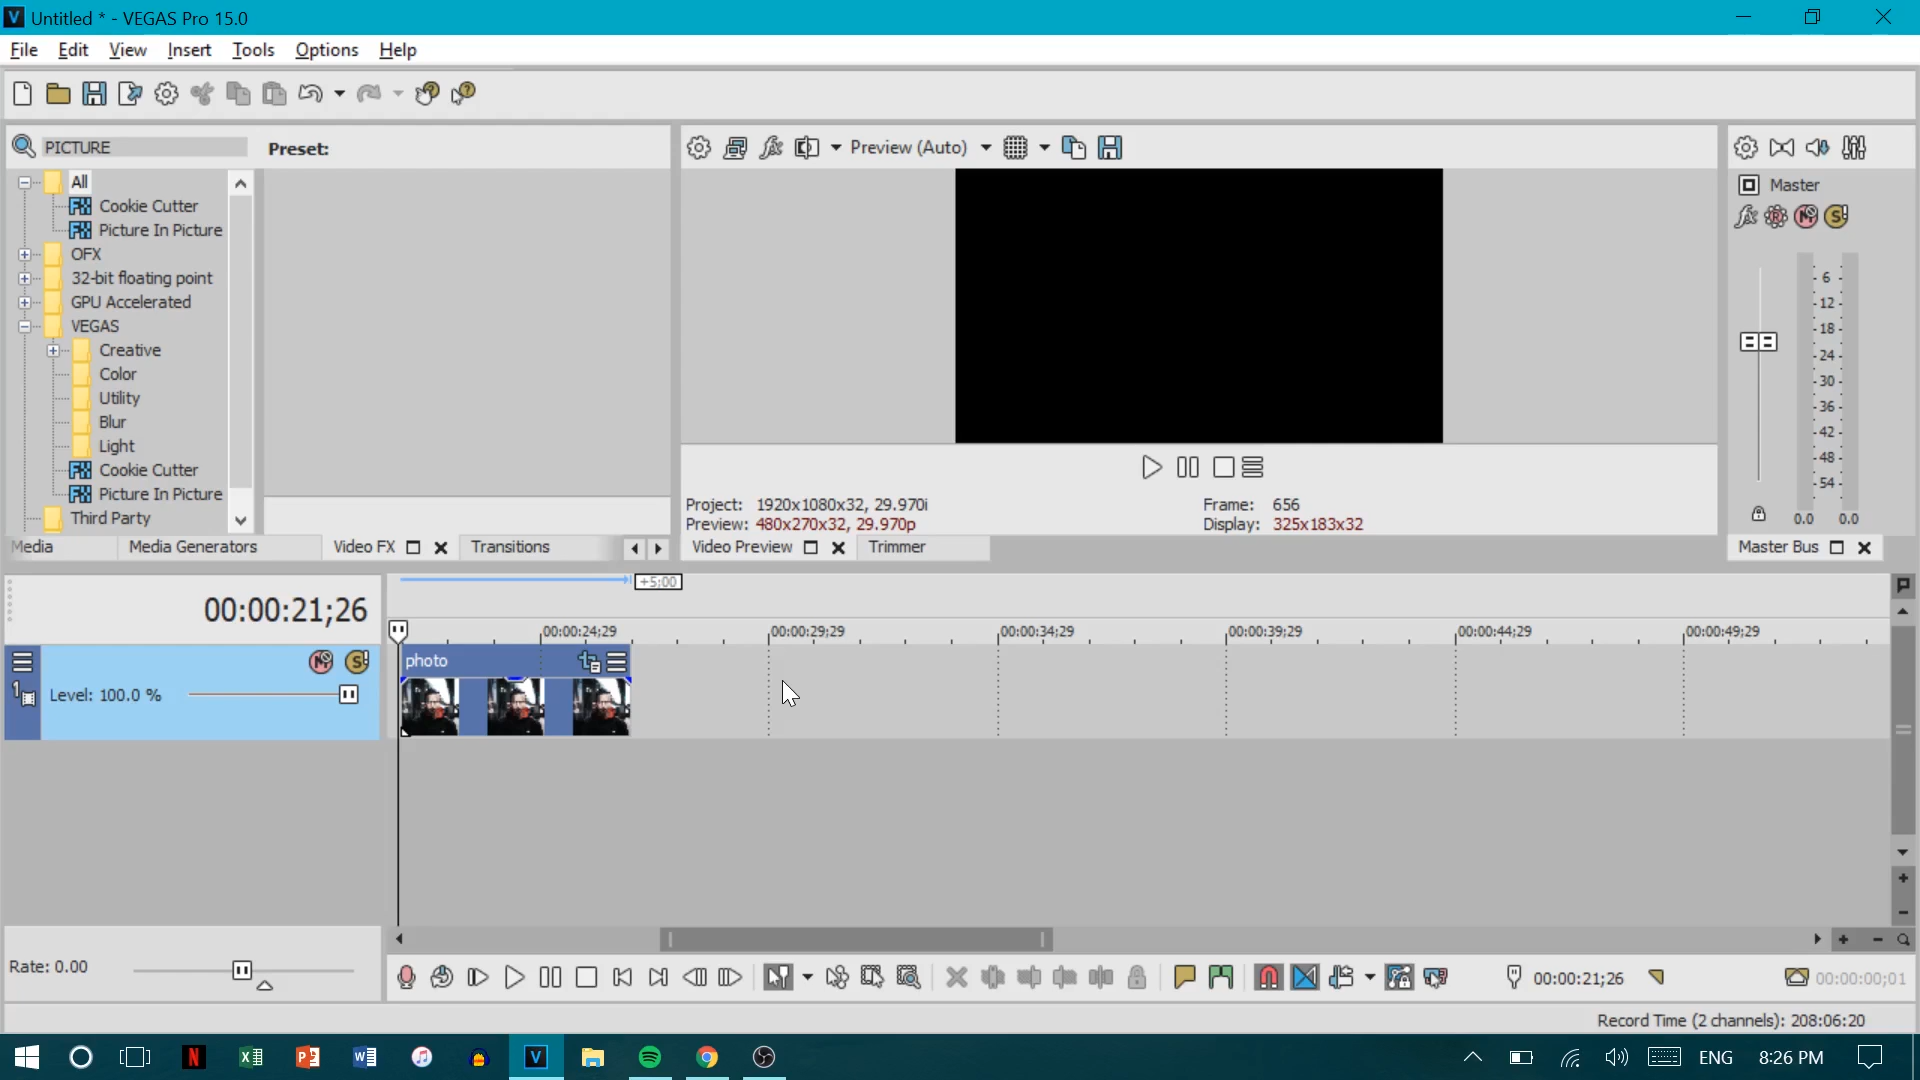 Untitled * - VEGAS Pro 15.0
File Edit View Insert Tools Options Help
PICTURE
Preset:
All
Cookie Cutter
Picture In Picture
OFX
32-bit floating point
GPU Accelerated
VEGAS
Creative
Color
Utility
Blur
Light
Cookie Cutter
Picture In Picture
Third Party
Media Media Generators Video FX Transitions
Preview (Auto)
Project: 1920x1080x32, 29.970i
Preview: 480x270x32, 29.970p
Frame: 656
Display: 325x183x32
Video Preview Trimmer
Master
- 6 -
- 12 -
- 18 -
- 24 -
- 30 -
- 36 -
- 42 -
- 48 -
- 54 -
0.0 0.0
Master Bus
00:00:21;26
+5;00
00:00:24;29 00:00:29;29 00:00:34;29 00:00:39;29 00:00:44;29 00:00:49;29
photo
1
Level: 100.0 %
Rate: 0.00
00:00:21;26
00:00:00;01
Record Time (2 channels): 208:06:20
ENG 8:26 PM